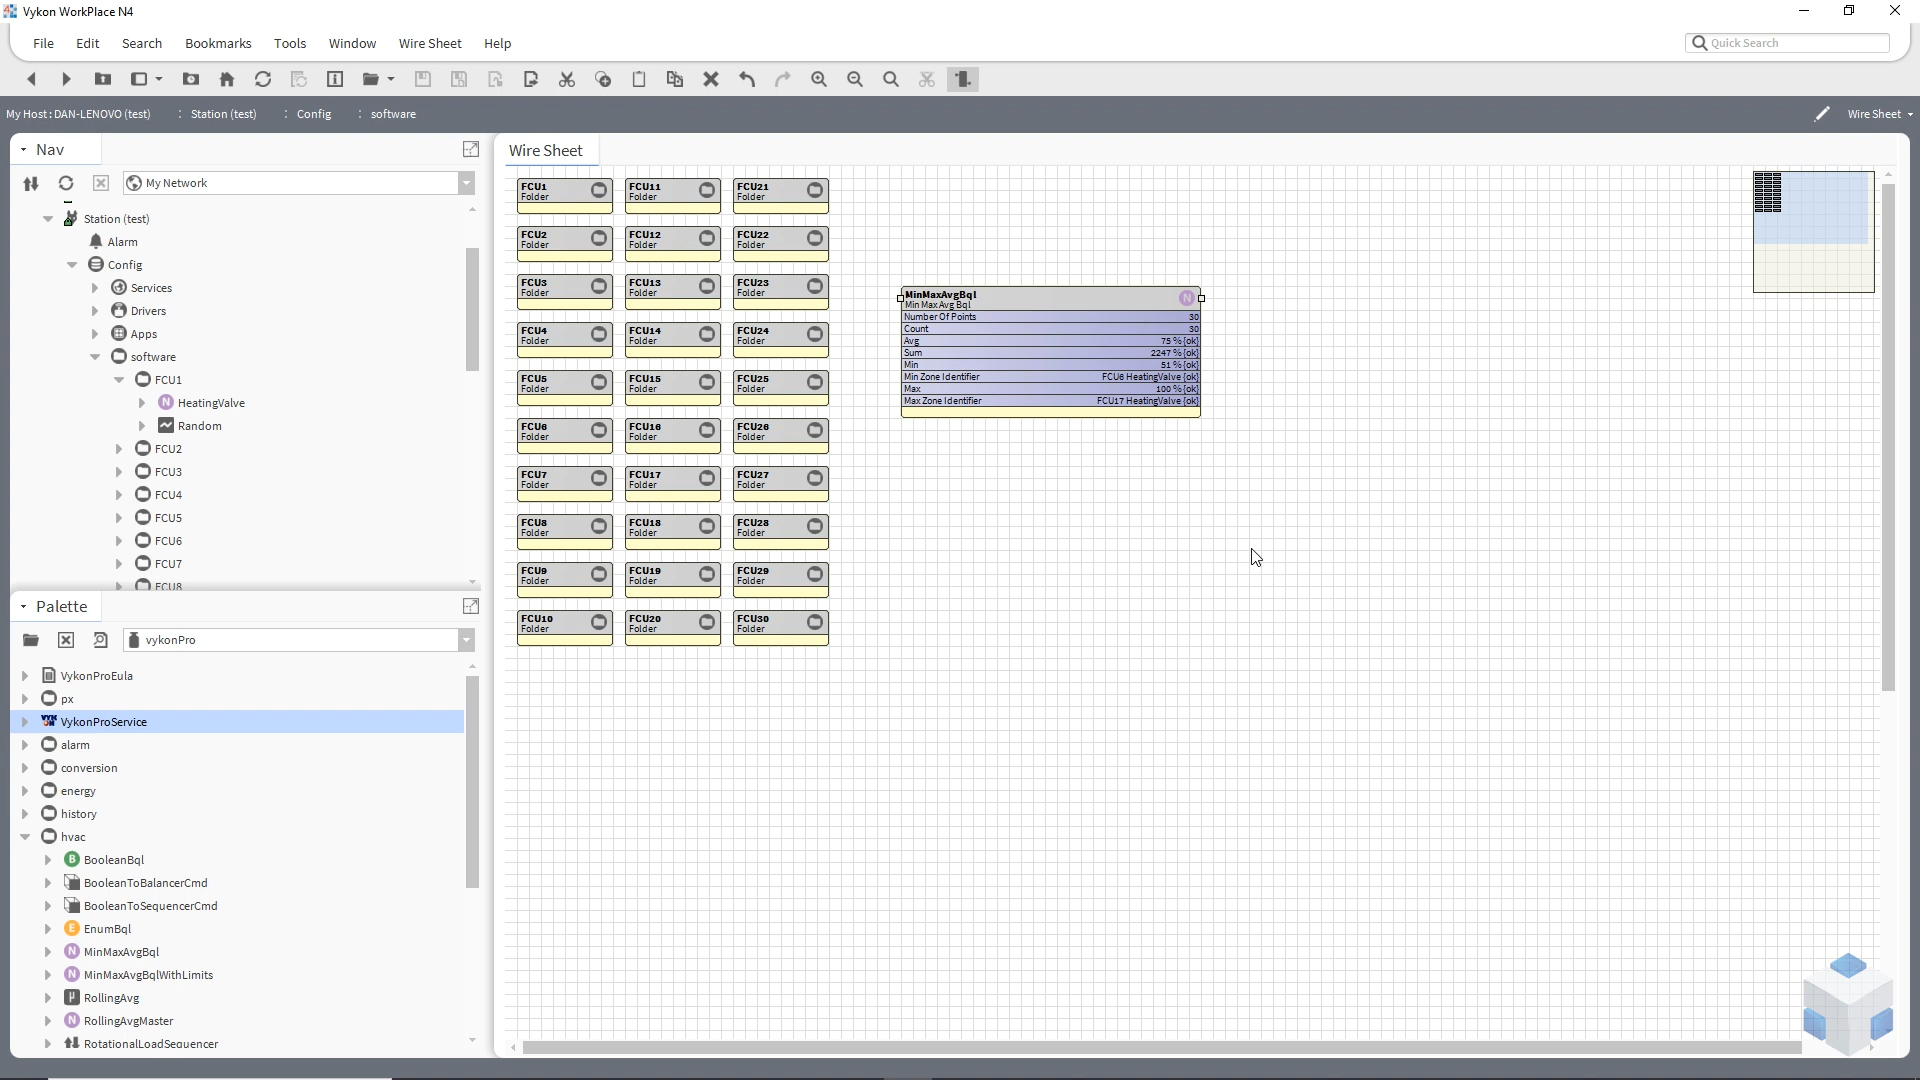 Vykon WorkPlace N4
File Edit Search Bookmarks Tools Window Wire Sheet Help
Quick Search
My Host : DAN-LENOVO (test) : Station (test) : Config : software
Wire Sheet
Nav
My Network
Station (test)
Alarm
Config
Services
Drivers
Apps
software
FCU1
HeatingValve
Random
FCU2
FCU3
FCU4
FCU5
FCU6
FCU7
FCU8
Palette
vykonPro
VykonProEula
px
VykonProService
alarm
conversion
energy
history
hvac
BooleanBql
BooleanToBalancerCmd
BooleanToSequencerCmd
EnumBql
MinMaxAvgBql
MinMaxAvgBqlWithLimits
RollingAvg
RollingAvgMaster
RotationalLoadSequencer
Wire Sheet
FCU1 FCU11 FCU21
Folder Folder Folder
FCU2 FCU12 FCU22
Folder Folder Folder
FCU3 FCU13 FCU23
Folder Folder Folder
FCU4 FCU14 FCU24
Folder Folder Folder
FCU5 FCU15 FCU25
Folder Folder Folder
FCU6 FCU16 FCU26
Folder Folder Folder
FCU7 FCU17 FCU27
Folder Folder Folder
FCU8 FCU18 FCU28
Folder Folder Folder
FCU9 FCU19 FCU29
Folder Folder Folder
FCU10 FCU20 FCU30
Folder Folder Folder
MinMaxAvgBql
Min Max Avg Bql
Number Of Points 30
Count 30
Avg 75 % {ok}
Sum 2247 % {ok}
Min 51 % {ok}
Min Zone Identifier FCU6 HeatingValve {ok}
Max 100 % {ok}
Max Zone Identifier FCU17 HeatingValve {ok}